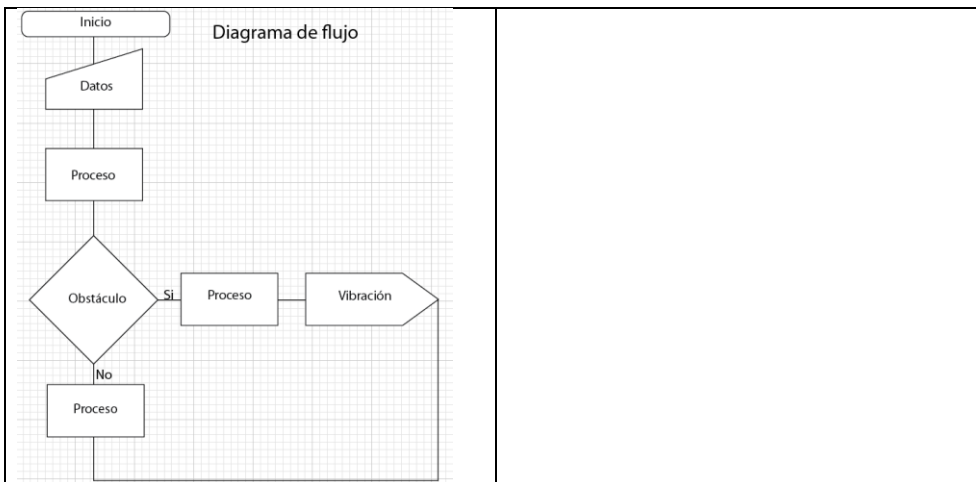 Inicio
Diagrama de flujo
Datos
Proceso
Obstáculo
Si
Proceso
Vibración
No
Proceso